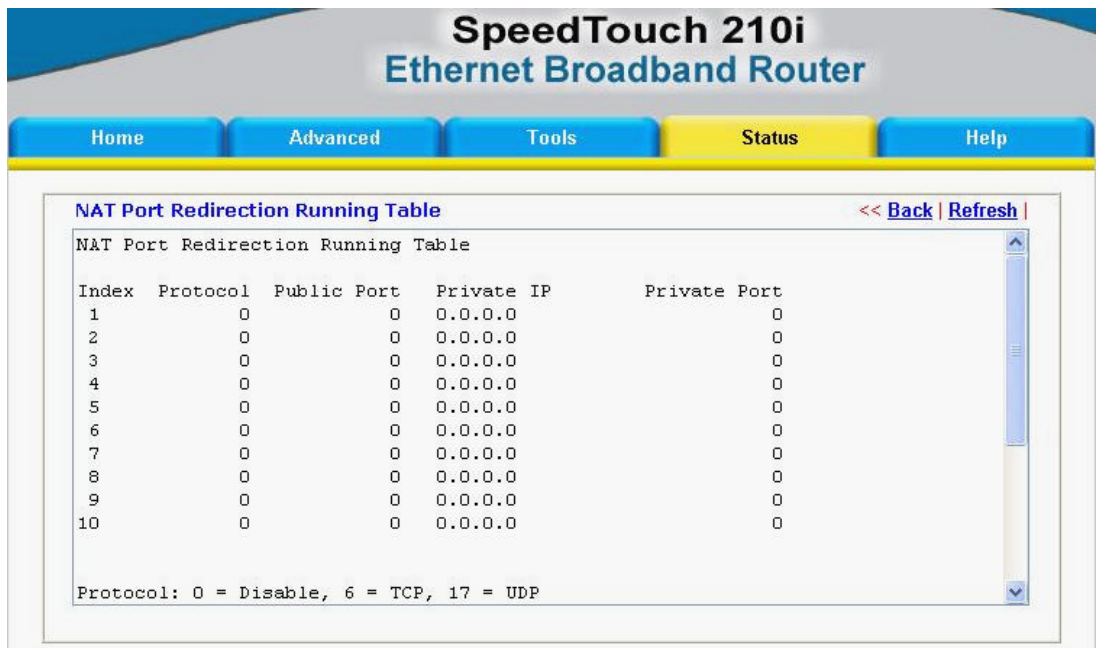 SpeedTouch 210i
Ethernet Broadband Router
Home Advanced Tools Status Help
NAT Port Redirection Running Table << Back | Refresh |
NAT Port Redirection Running Table
Index Protocol Public Port Private IP Private Port
1 0 0 0.0.0.0 0
2 0 0 0.0.0.0 0
3 0 0 0.0.0.0 0
4 0 0 0.0.0.0 0
5 0 0 0.0.0.0 0
6 0 0 0.0.0.0 0
7 0 0 0.0.0.0 0
8 0 0 0.0.0.0 0
9 0 0 0.0.0.0 0
10 0 0 0.0.0.0 0
Protocol: 0 = Disable, 6 = TCP, 17 = UDP